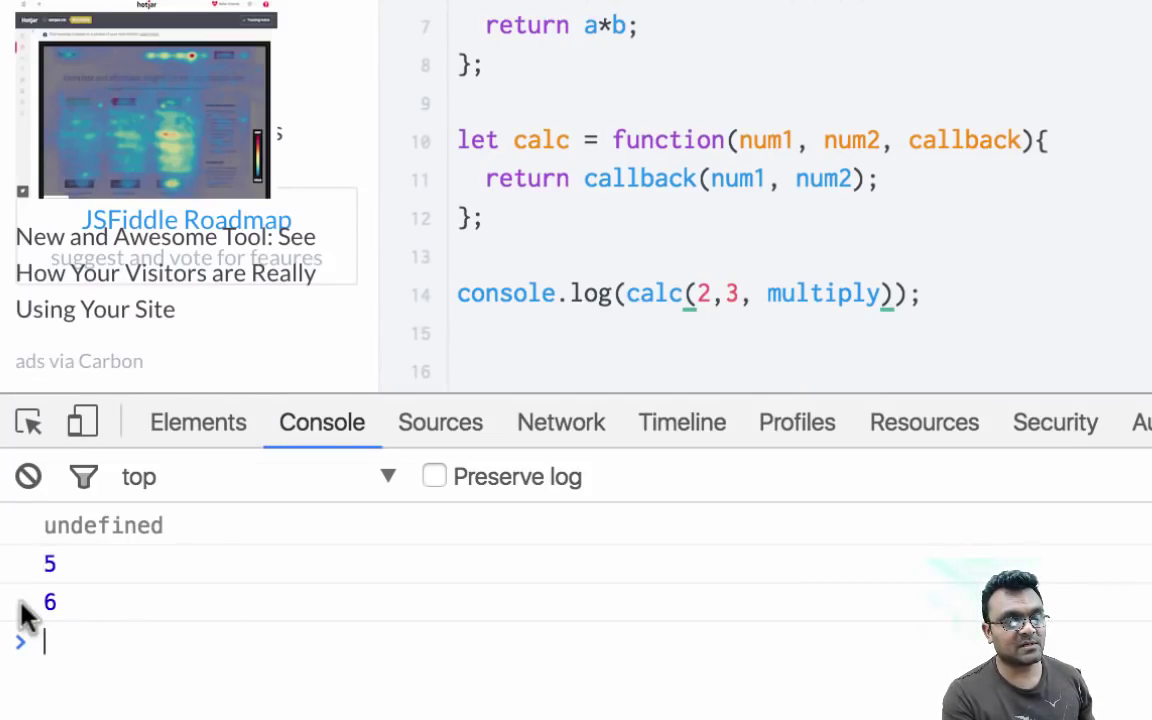 hotjar
JSFiddle Roadmap
suggest and vote for feaures
New and Awesome Tool: See
How Your Visitors are Really
Using Your Site
ads via Carbon
7 return a*b;
8 };
9
10 let calc = function(num1, num2, callback){
11 return callback(num1, num2);
12 };
13
14 console.log(calc(2,3, multiply));
15
16
Elements Console Sources Network Timeline Profiles Resources Security Au
top Preserve log
undefined
5
6
>